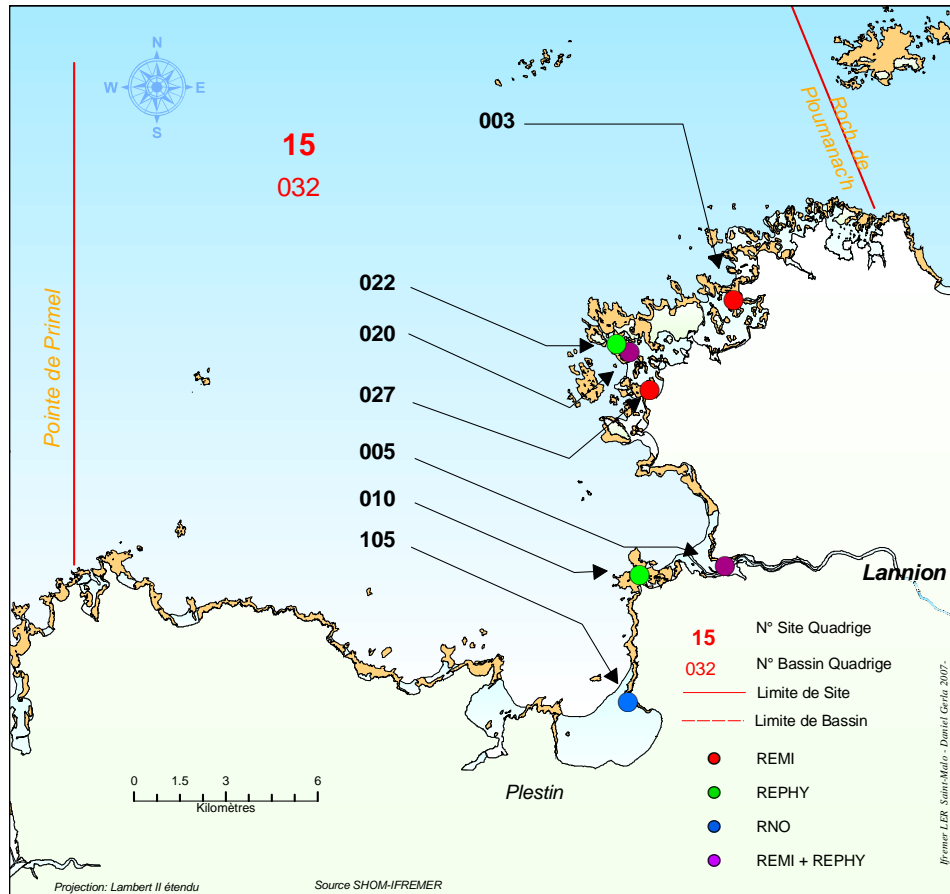 N
W
E
S
15
032
003
Roch. de
Ploumanac'h
Pointe de Primel
022
020
027
005
010
105
Lannion
15
N° Site Quadrige
032
N° Bassin Quadrige
Limite de Site
Limite de Bassin
REMI
REPHY
RNO
REMI + REPHY
0 1.5 3 6
Kilomètres
Plestin
Projection: Lambert II étendu
Source SHOM-IFREMER
Ifremer LER Saint-Malo - Daniel Gerla 2007-